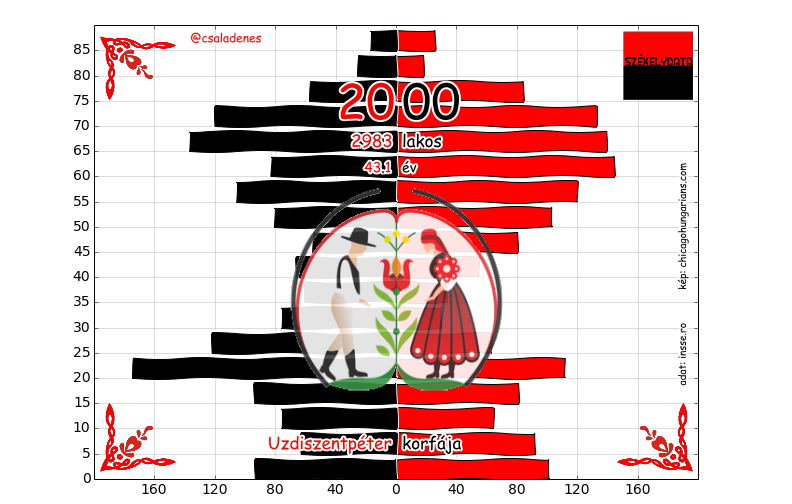 @csaladenes
SZÉKELYDATA
2000
2983 lakos
43.1 év
kép: chicagohungarians.com
adat: insse.ro
Uzdiszentpéter korfája
85
80
75
70
65
60
55
50
45
40
35
30
25
20
15
10
5
0
160 120 80 40 0 40 80 120 160